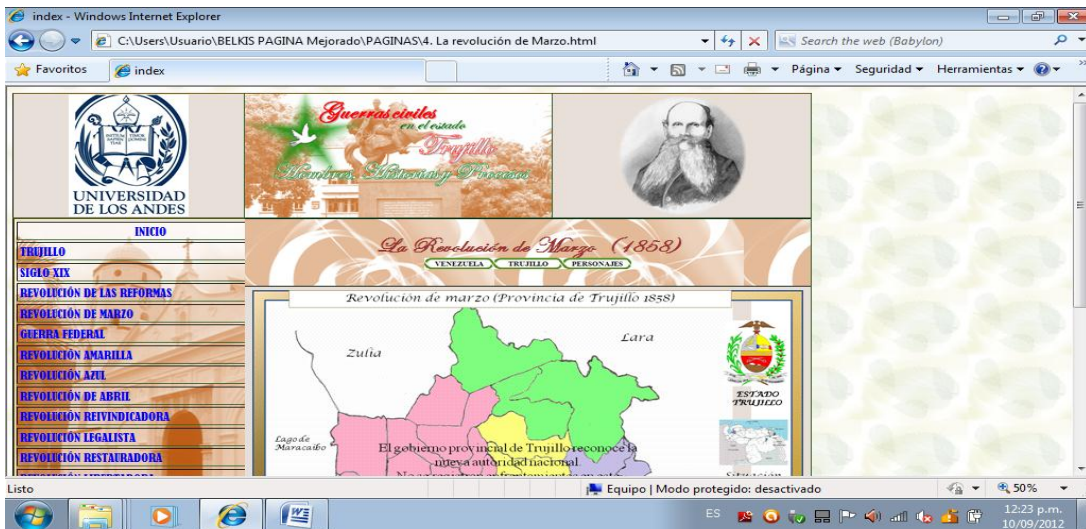 index - Windows Internet Explorer
C:\Users\Usuario\BELKIS PAGINA Mejorado\PAGINAS\4. La revolución de Marzo.html
Search the web (Babylon)
Favoritos
index
Página
Seguridad
Herramientas
UNIVERSIDAD
DE LOS ANDES
Guerras civiles
en el estado
Trujillo
Hombres, Historias y Procesos
INICIO
TRUJILLO
SIGLO XIX
REVOLUCIÓN DE LAS REFORMAS
REVOLUCIÓN DE MARZO
GUERRA FEDERAL
REVOLUCIÓN AMARILLA
REVOLUCIÓN AZUL
REVOLUCIÓN DE ABRIL
REVOLUCIÓN REIVINDICADORA
REVOLUCIÓN LEGALISTA
REVOLUCIÓN RESTAURADORA
La Revolución de Marzo (1858)
VENEZUELA TRUJILLO PERSONAJES
Revolución de marzo (Provincia de Trujillo 1858)
Zulia
Lara
Lago de
Maracaibo
ESTADO
TRUJILLO
El gobierno provincial de Trujillo reconoce la
nueva autoridad nacional.
Listo
Equipo | Modo protegido: desactivado
50%
ES
12:23 p.m.
10/09/2012